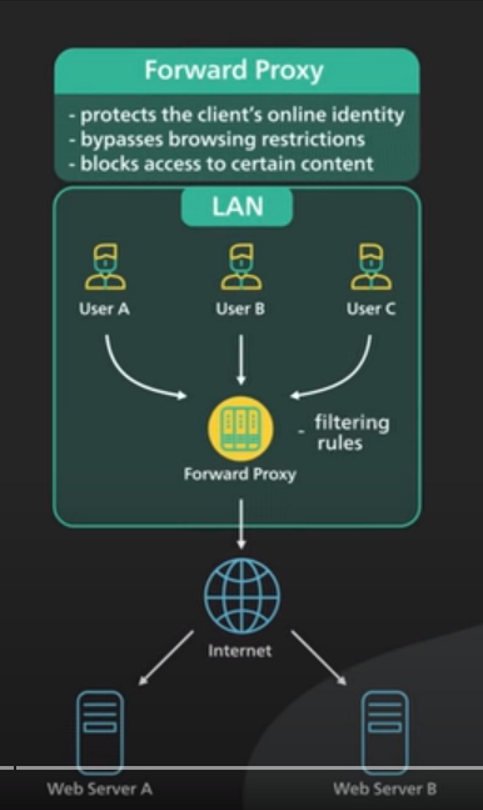 Forward Proxy
- protects the client's online identity
- bypasses browsing restrictions
- blocks access to certain content
LAN
User A
User B
User C
- filtering
rules
Forward Proxy
Internet
Web Server A
Web Server B